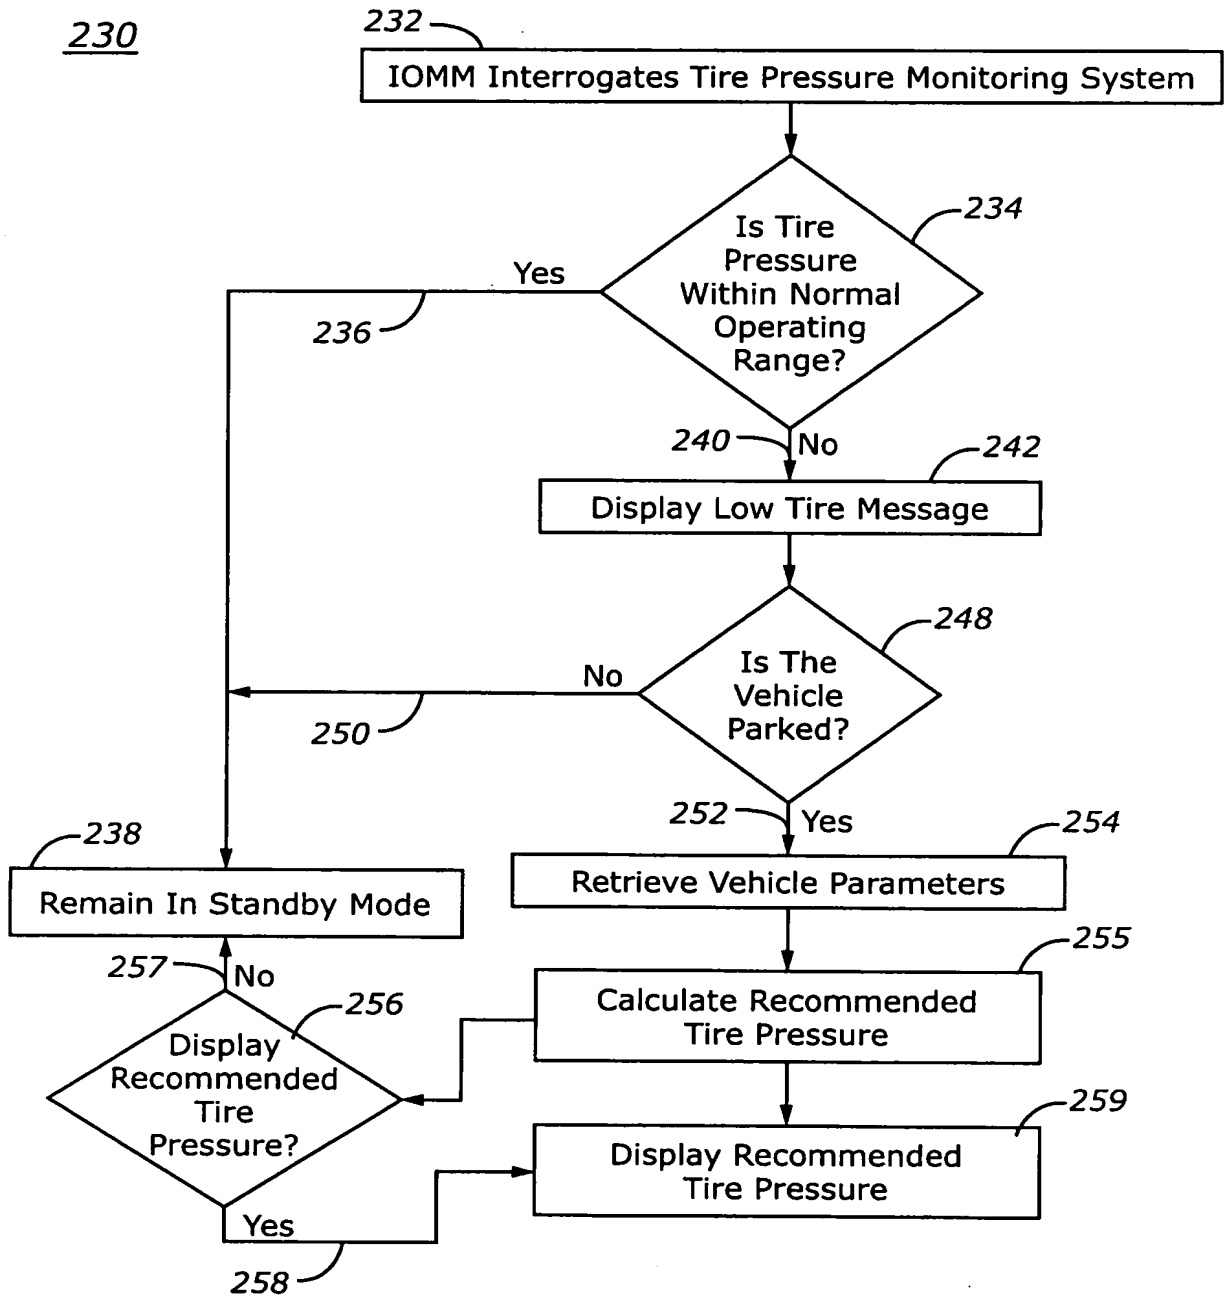 230
232
IOMM Interrogates Tire Pressure Monitoring System
234
Is Tire
Pressure
Within Normal
Operating
Range?
Yes
236
240
No
242
Display Low Tire Message
248
Is The
Vehicle
Parked?
No
250
252
Yes
238
Remain In Standby Mode
254
Retrieve Vehicle Parameters
255
Calculate Recommended
Tire Pressure
257
No
256
Display
Recommended
Tire
Pressure?
259
Display Recommended
Tire Pressure
Yes
258